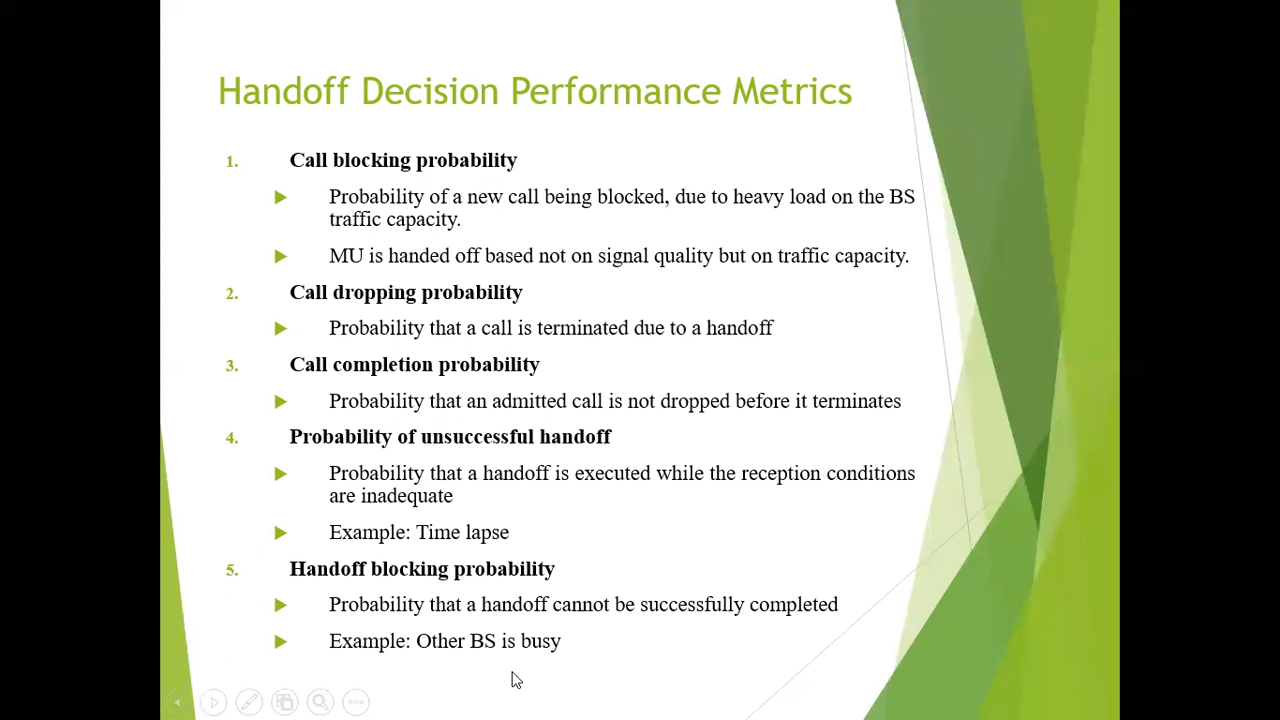 Handoff Decision Performance Metrics
1. Call blocking probability
Probability of a new call being blocked, due to heavy load on the BS
traffic capacity.
MU is handed off based not on signal quality but on traffic capacity.
2. Call dropping probability
Probability that a call is terminated due to a handoff
3. Call completion probability
Probability that an admitted call is not dropped before it terminates
4. Probability of unsuccessful handoff
Probability that a handoff is executed while the reception conditions
are inadequate
Example: Time lapse
5. Handoff blocking probability
Probability that a handoff cannot be successfully completed
Example: Other BS is busy